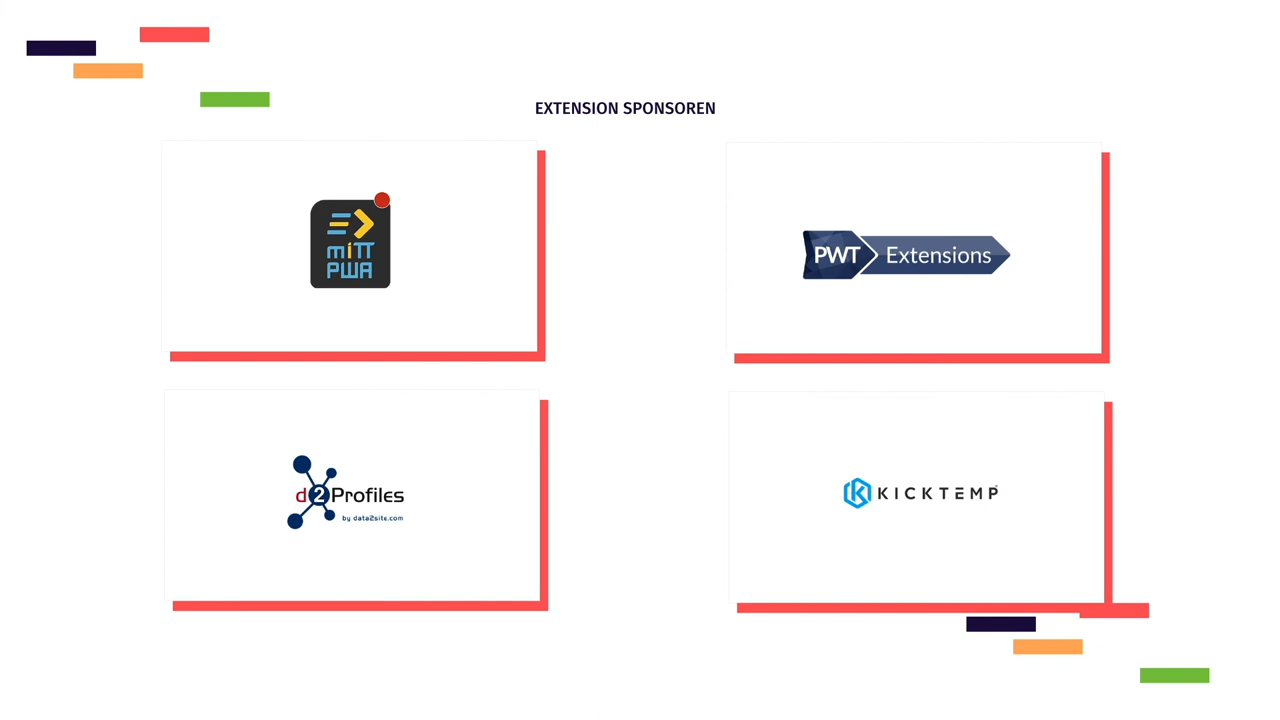 EXTENSION SPONSOREN
miTT
PWA
PWT Extensions
d2Profiles
by data2site.com
KICKTEMP